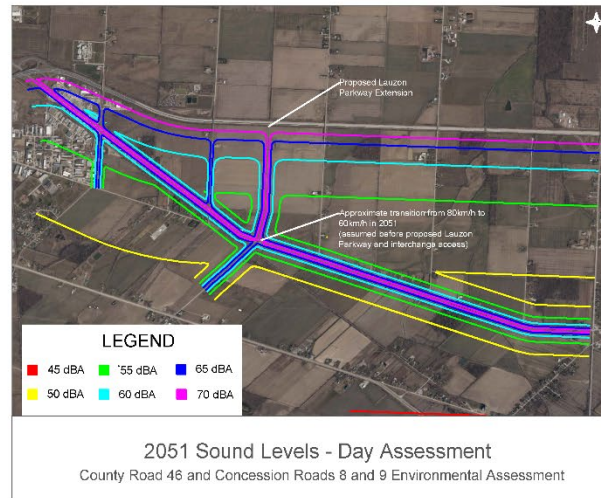 Proposed Lauzon
Parkway Extension
Approximate transition from 80km/h to
60km/h in 2051
(assumed before proposed Lauzon
Parkway and interchange access)
LEGEND
45 dBA
55 dBA
65 dBA
50 dBA
60 dBA
70 dBA
2051 Sound Levels - Day Assessment
County Road 46 and Concession Roads 8 and 9 Environmental Assessment